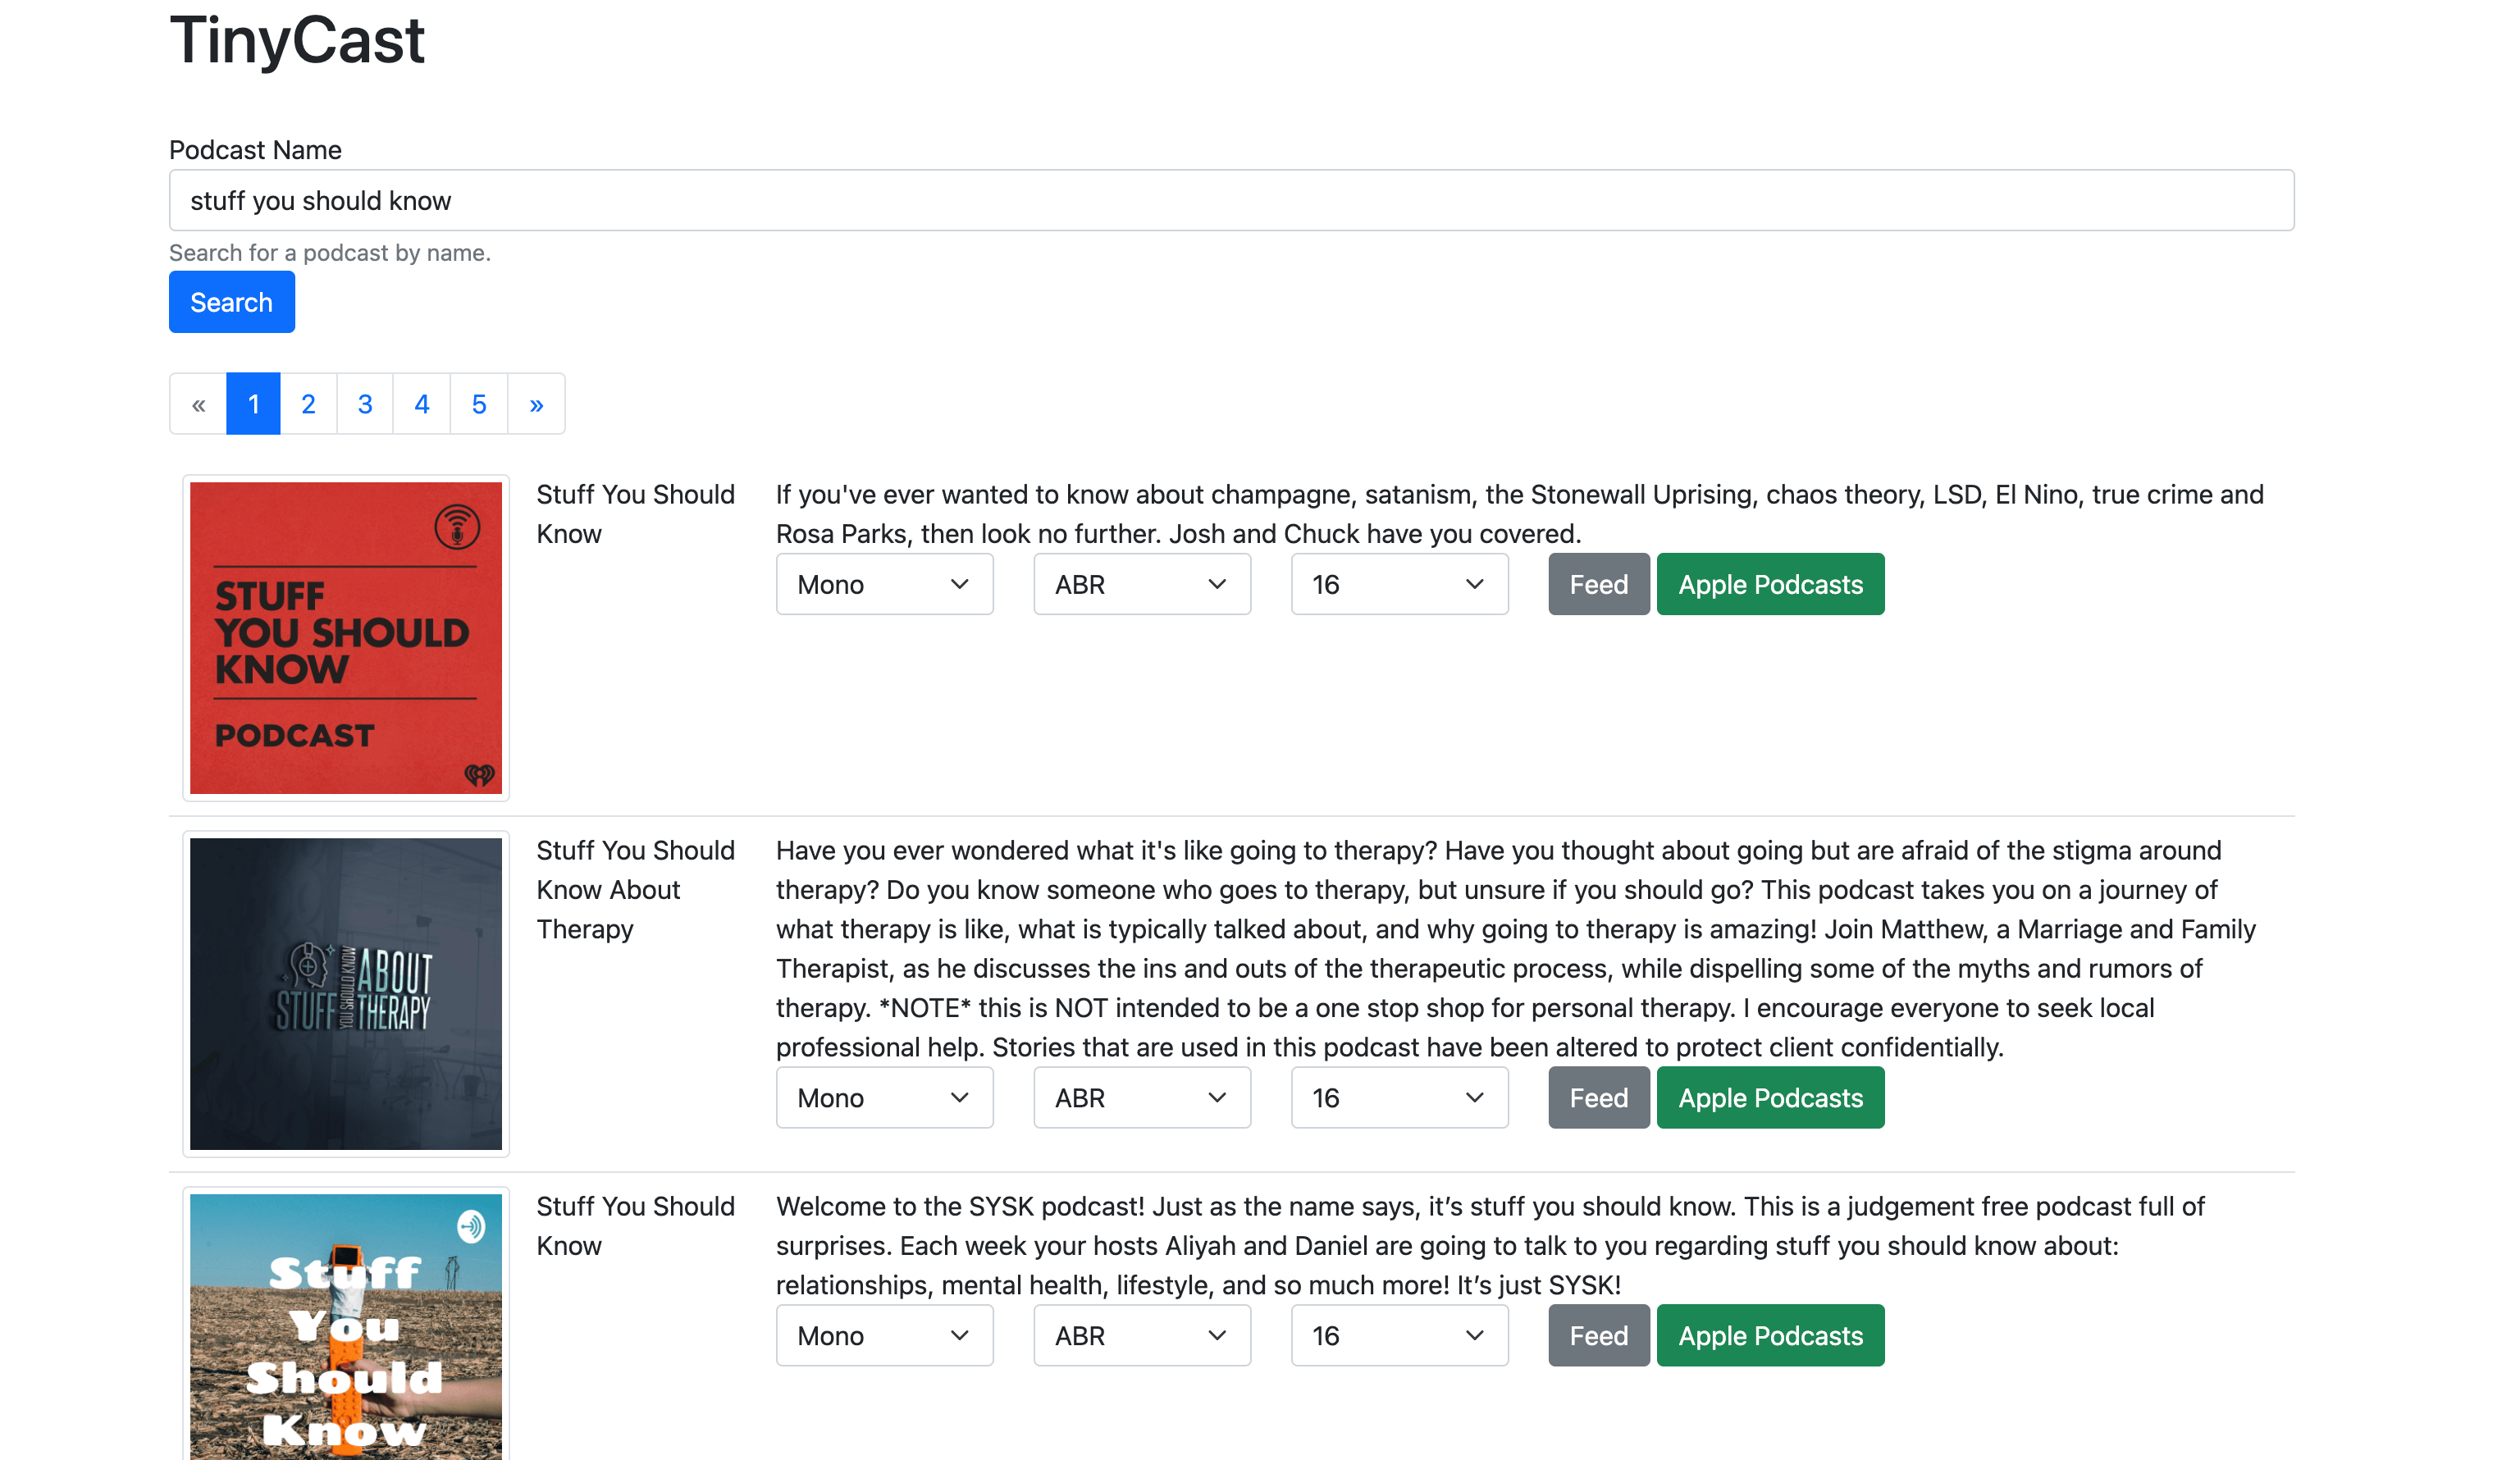 TinyCast
Podcast Name
stuff you should know
Search for a podcast by name.
Search
« 1 2 3 4 5 »
STUFF
YOU SHOULD
KNOW
PODCAST
Stuff You Should
Know
If you've ever wanted to know about champagne, satanism, the Stonewall Uprising, chaos theory, LSD, El Nino, true crime and
Rosa Parks, then look no further. Josh and Chuck have you covered.
Mono ABR 16 Feed Apple Podcasts
STUFF
YOU SHOULD KNOW
ABOUT
THERAPY
Stuff You Should
Know About
Therapy
Have you ever wondered what it's like going to therapy? Have you thought about going but are afraid of the stigma around
therapy? Do you know someone who goes to therapy, but unsure if you should go? This podcast takes you on a journey of
what therapy is like, what is typically talked about, and why going to therapy is amazing! Join Matthew, a Marriage and Family
Therapist, as he discusses the ins and outs of the therapeutic process, while dispelling some of the myths and rumors of
therapy. *NOTE* this is NOT intended to be a one stop shop for personal therapy. I encourage everyone to seek local
professional help. Stories that are used in this podcast have been altered to protect client confidentially.
Mono ABR 16 Feed Apple Podcasts
Stuff
You
Should
Know
Stuff You Should
Know
Welcome to the SYSK podcast! Just as the name says, it’s stuff you should know. This is a judgement free podcast full of
surprises. Each week your hosts Aliyah and Daniel are going to talk to you regarding stuff you should know about:
relationships, mental health, lifestyle, and so much more! It’s just SYSK!
Mono ABR 16 Feed Apple Podcasts